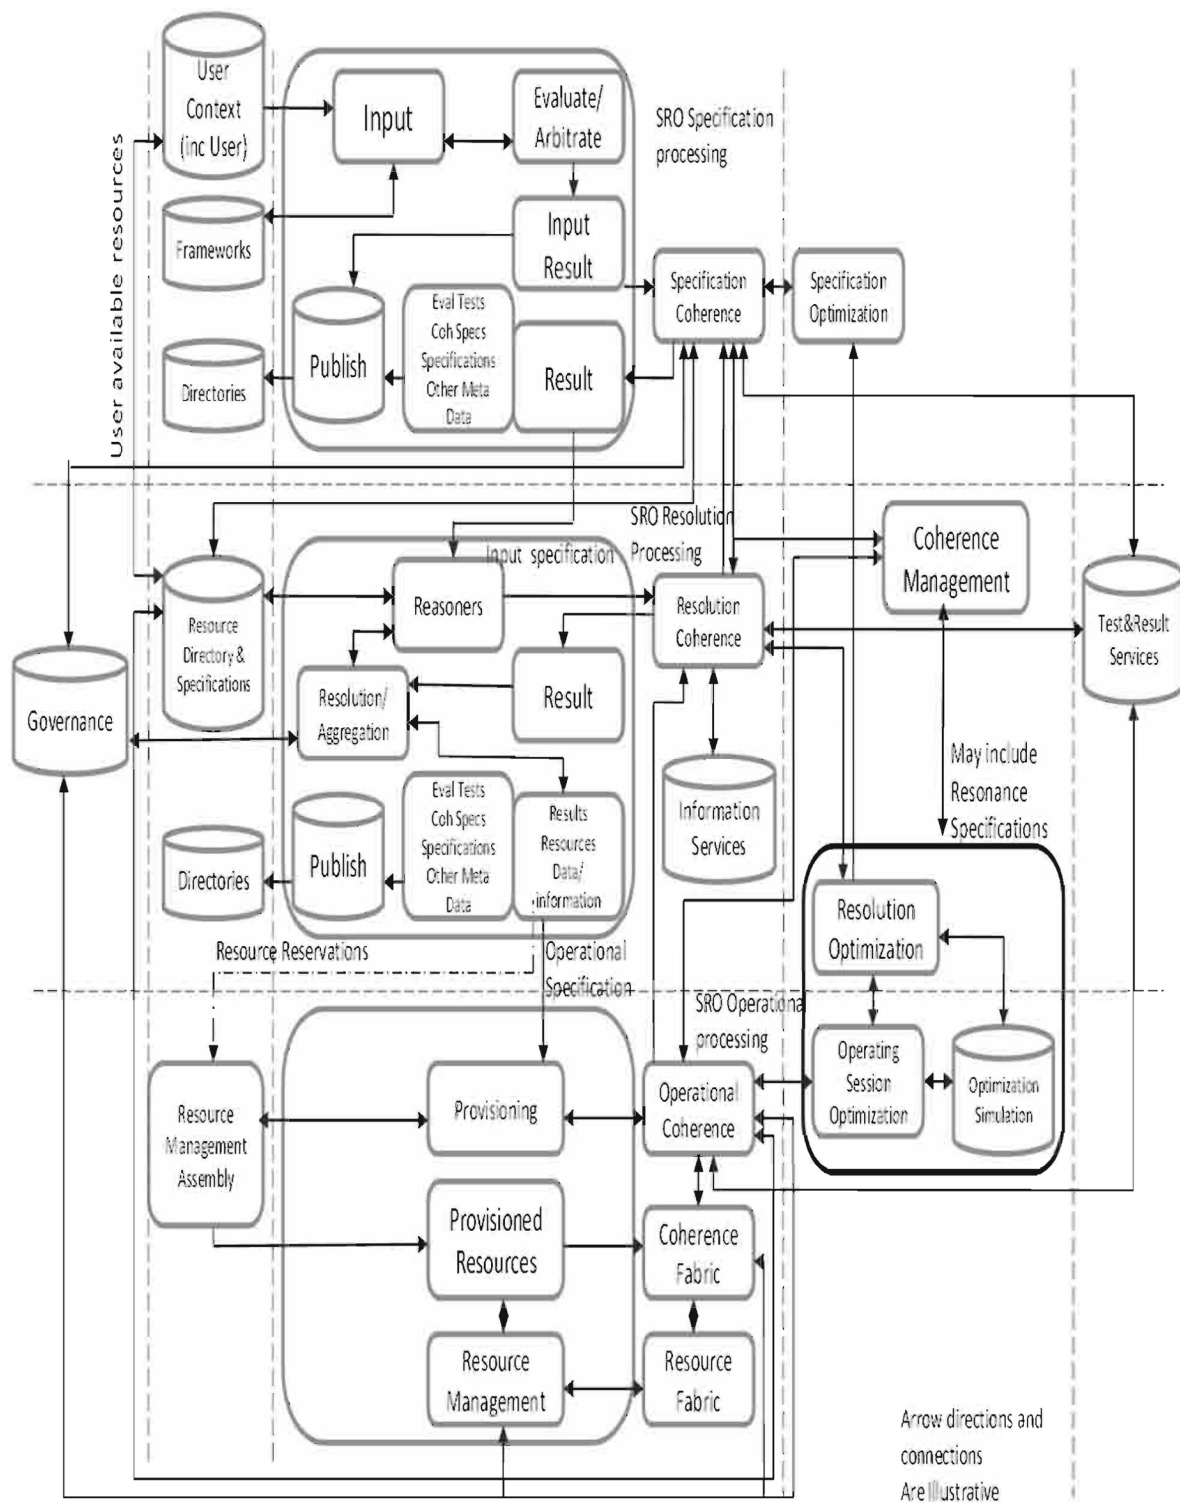 User
Context
(inc User)
Input
Evaluate/
Arbitrate
SRO Specification
processing
User available resources
Frameworks
Input
Result
Specification
Coherence
Specification
Optimization
Directories
Publish
Eval Tests
Coh Specs
Specifications
Other Meta
Data
Result
SRO Resolution
Processing
Input specification
Coherence
Management
Resource
Directory &
Specifications
Reasoners
Resolution
Coherence
Test&Result
Services
Governance
Resolution/
Aggregation
Result
May include
Resonance
Specifications
Information
Services
Directories
Publish
Eval Tests
Coh Specs
Specifications
Other Meta
Data
Results
Resources
Data/
information
Resolution
Optimization
Resource Reservations
Operational
Specification
SRO Operational
processing
Operating
Session
Optimization
Optimization
Simulation
Resource
Management
Assembly
Provisioning
Operational
Coherence
Provisioned
Resources
Coherence
Fabric
Resource
Management
Resource
Fabric
Arrow directions and
connections
Are Illustrative